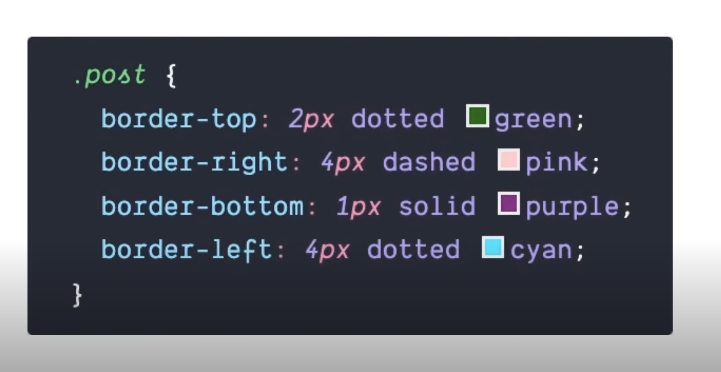 .post {
border-top: 2px dotted green;
border-right: 4px dashed pink;
border-bottom: 1px solid purple;
border-left: 4px dotted cyan;
}